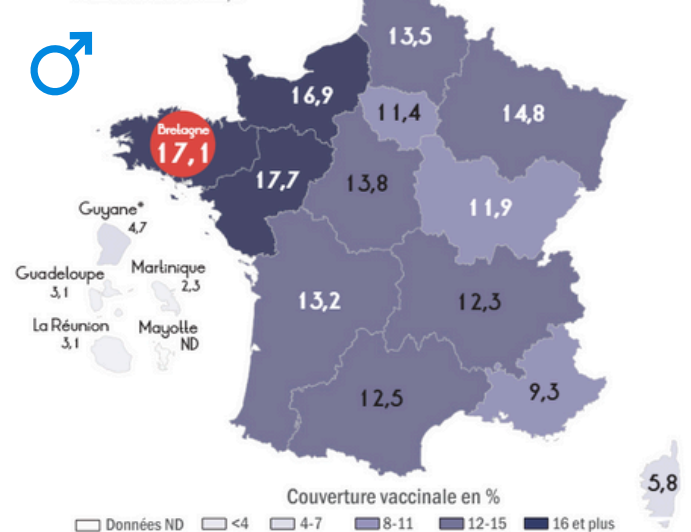 13,5
16,9
11,4
14,8
Bretagne
17,1
17,7
13,8
11,9
Guyane*
4,7
Guadeloupe
3,1
Martinique
2,3
La Réunion
3,1
Mayotte
ND
13,2
12,3
12,5
9,3
5,8
Couverture vaccinale en %
Données ND <4 4-7 8-11 12-15 16 et plus